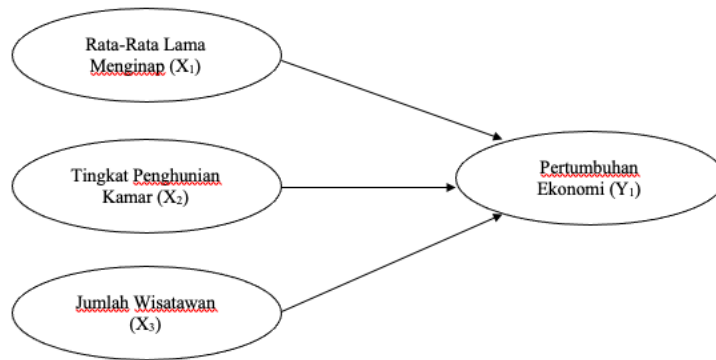 Rata-Rata Lama
Menginap (X₁)
Tingkat Penghunian
Kamar (X₂)
Pertumbuhan
Ekonomi (Y₁)
Jumlah Wisatawan
(X₃)